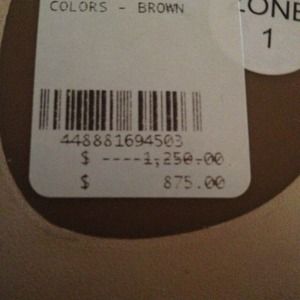 COLORS - BROWN
ZONE
1
448881694503
$ ----1,250.00
$ 875.00